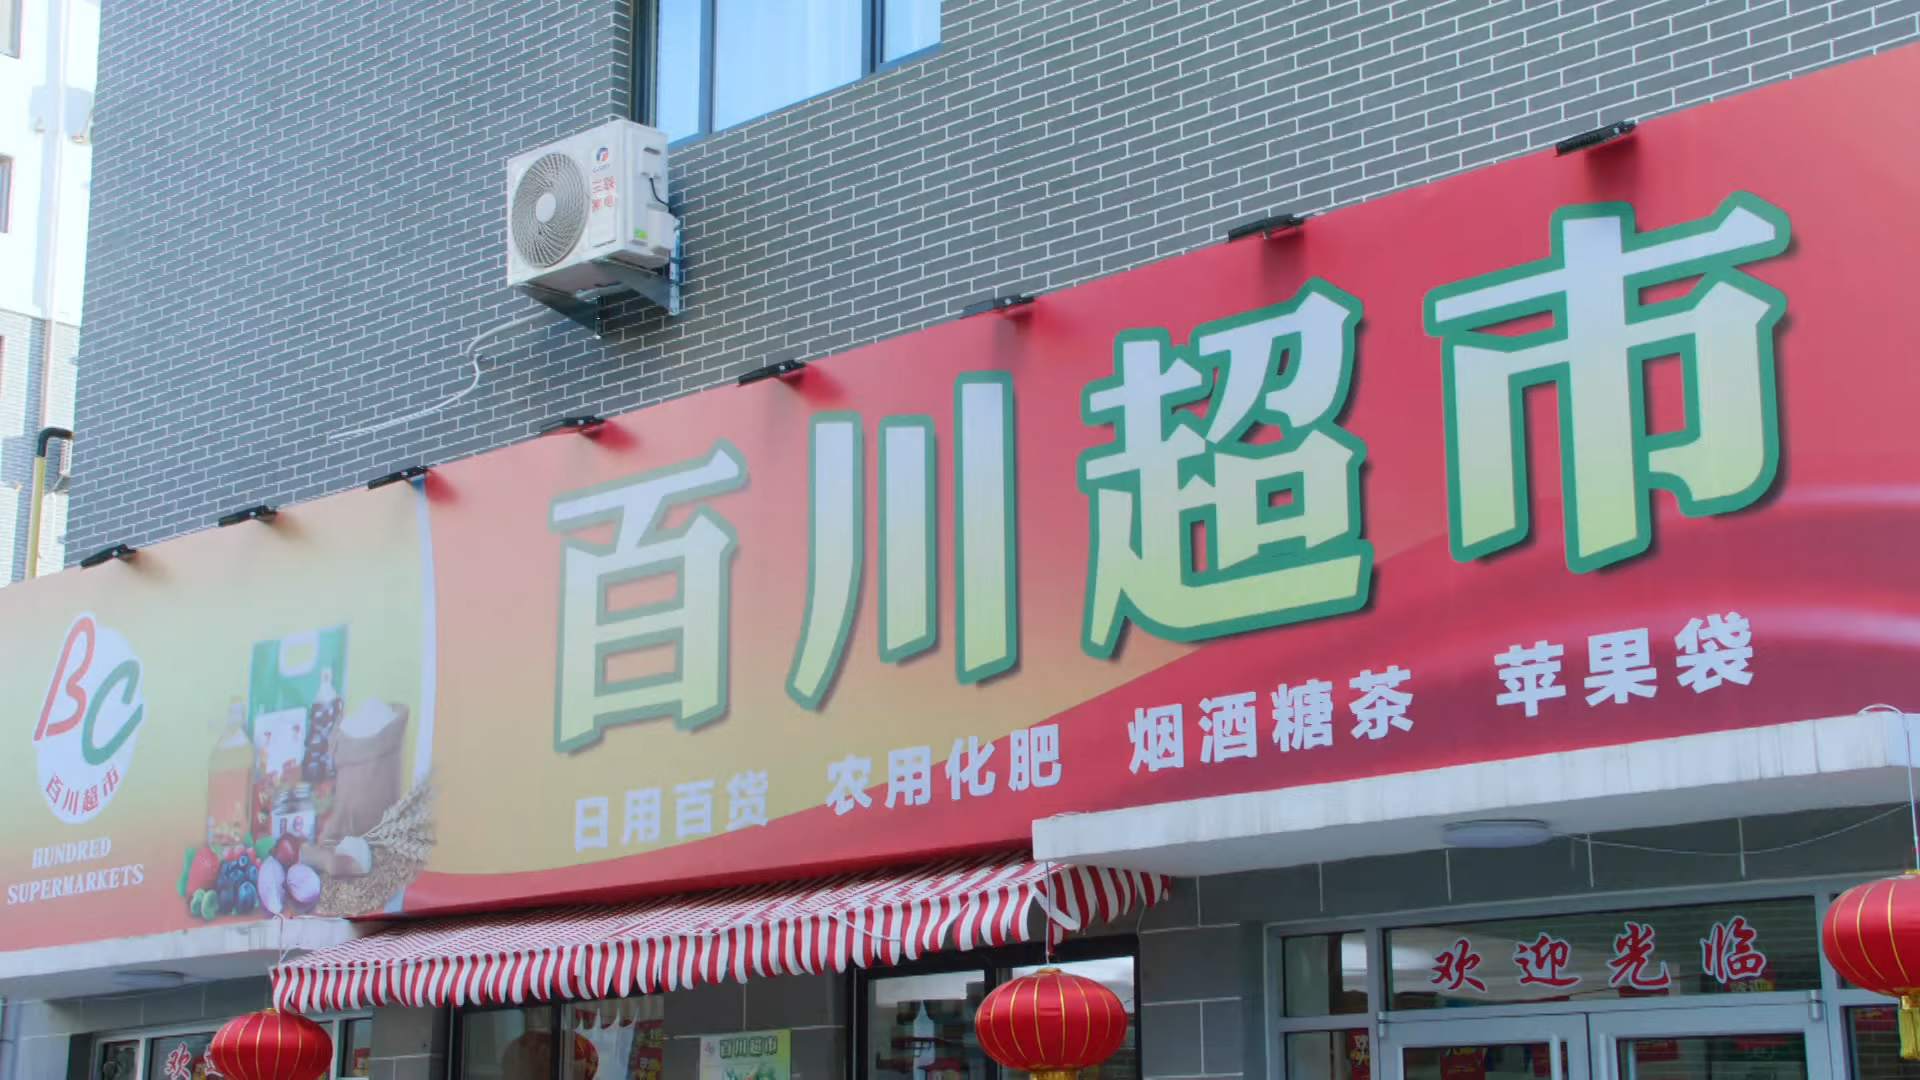 百川超市
日用百货 农用化肥 烟酒糖茶 苹果袋
BC
百川超市
HUNDRED
SUPERMARKETS
欢迎光临
欢
百川超市